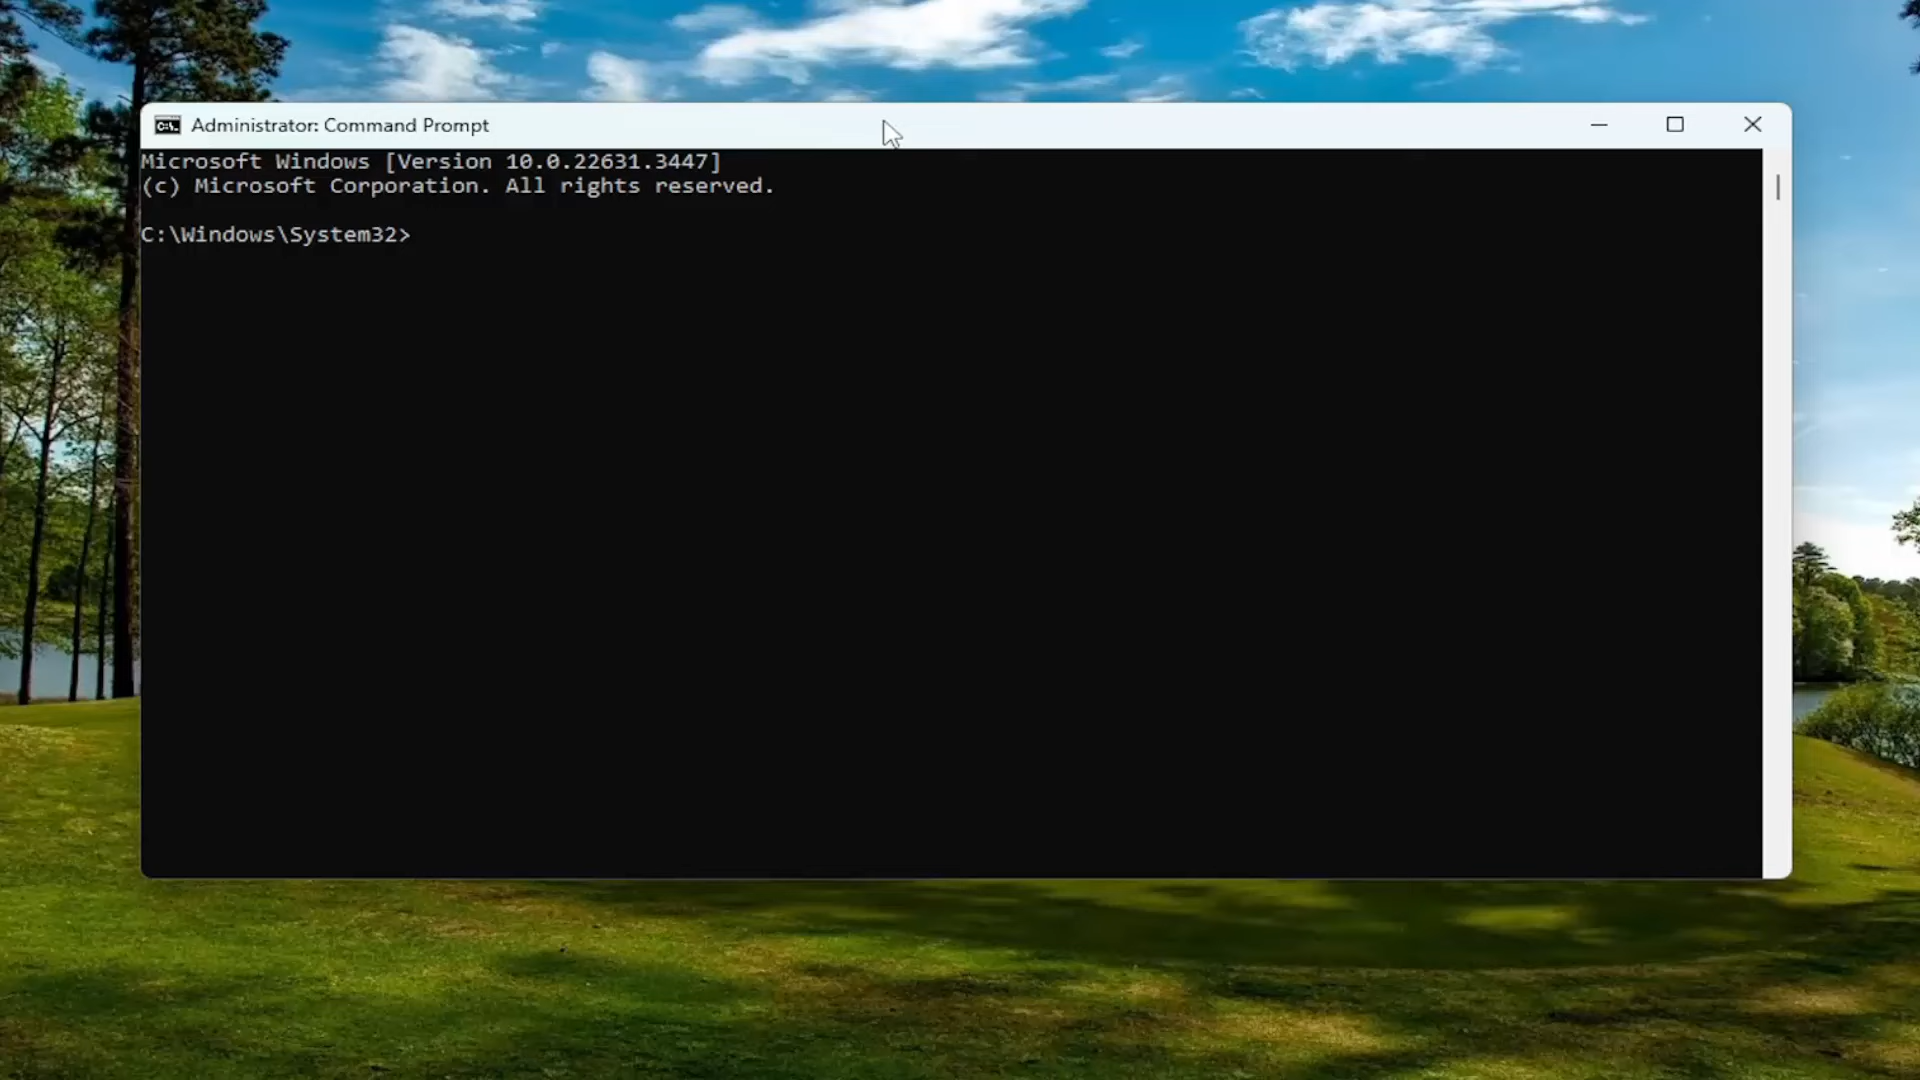 Administrator: Command Prompt
Microsoft Windows [Version 10.0.22631.3447]
(c) Microsoft Corporation. All rights reserved.
C:\Windows\System32>